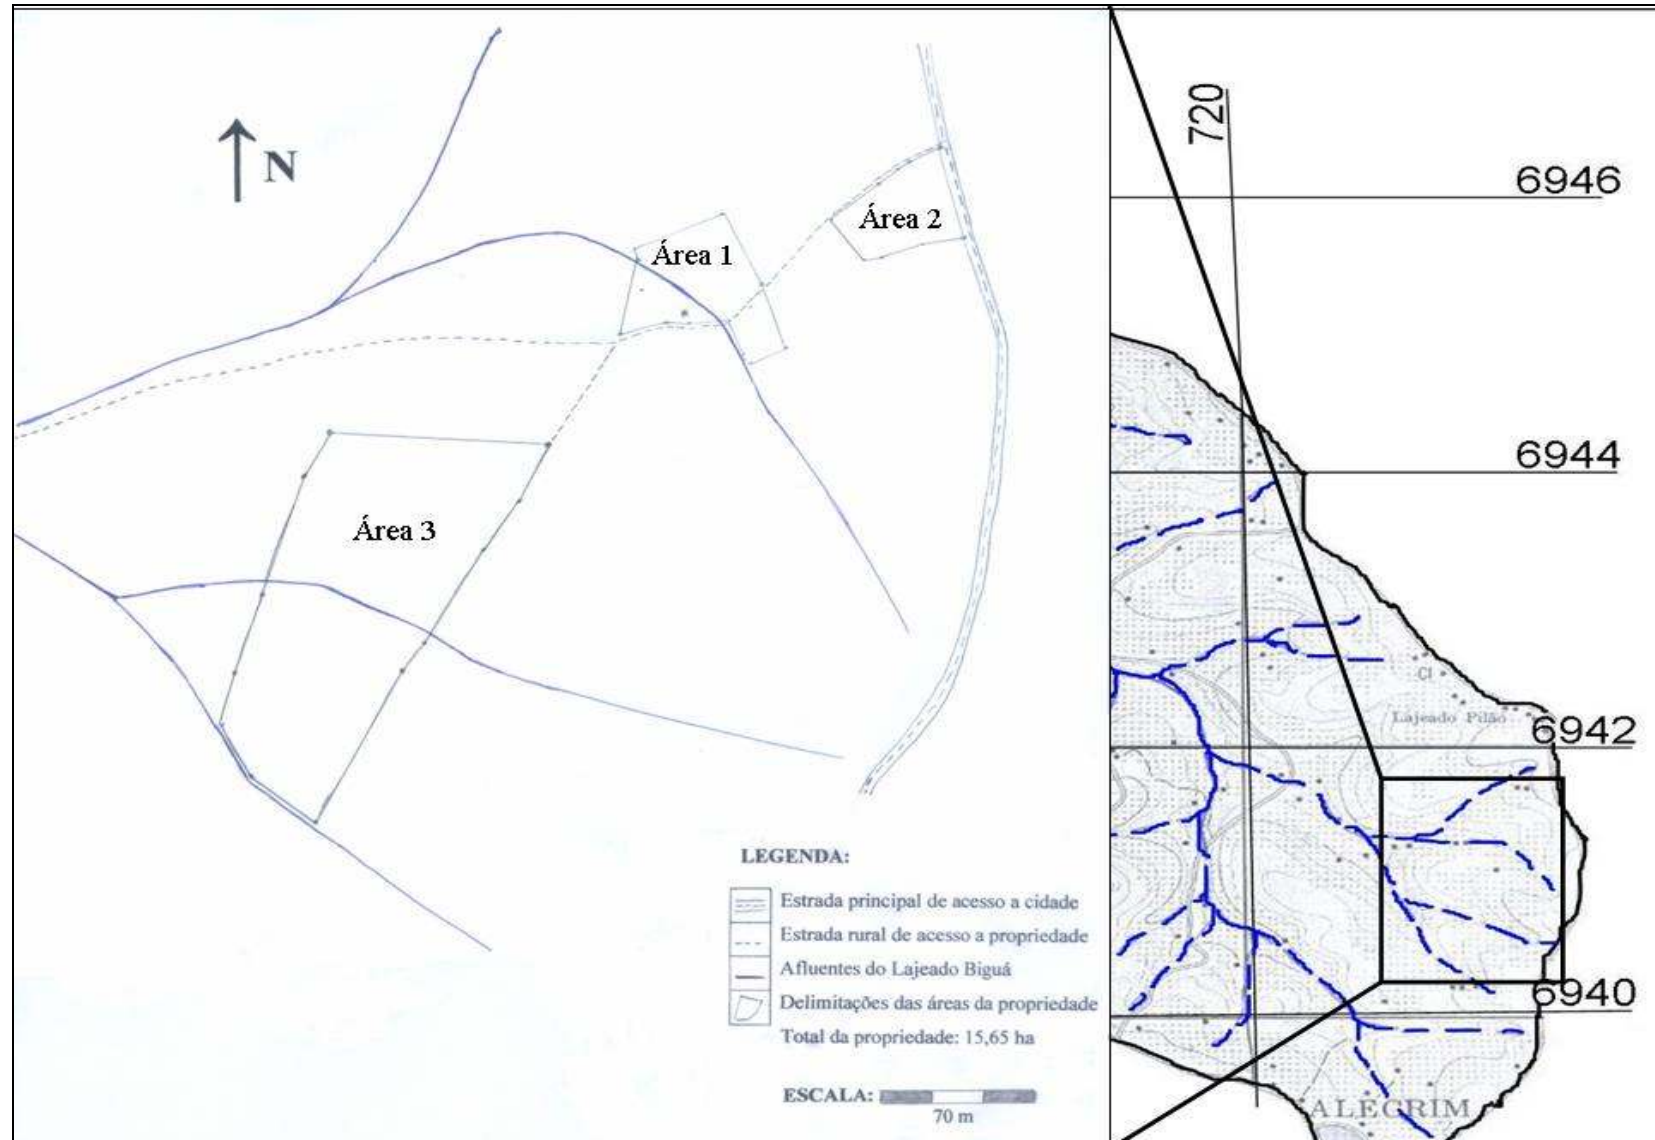 N
Área 1
Área 2
Área 3
LEGENDA:
Estrada principal de acesso a cidade
Estrada rural de acesso a propriedade
Afluentes do Lajeado Biguá
Delimitações das áreas da propriedade
Total da propriedade: 15,65 ha
ESCALA:
70 m
720
6946
6944
Cl
Lajeado Pilão
6942
6940
ALECRIM